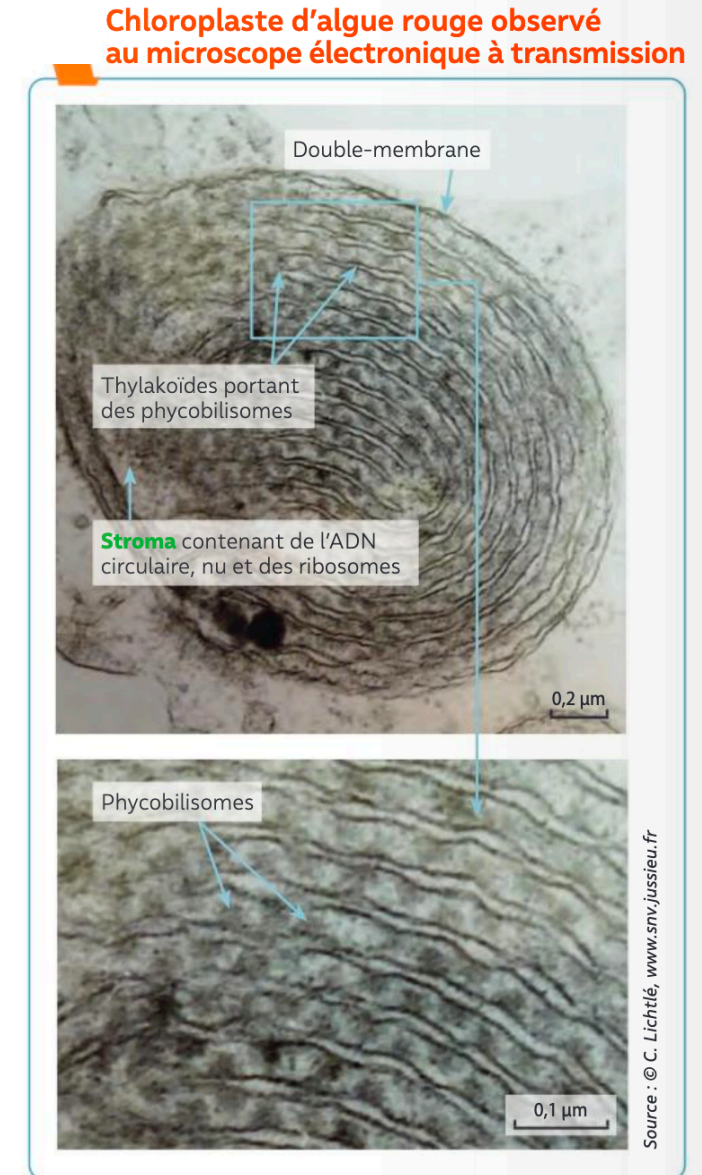 Chloroplaste d’algue rouge observé
au microscope électronique à transmission
Double-membrane
Thylakoïdes portant
des phycobilisomes
Stroma contenant de l’ADN
circulaire, nu et des ribosomes
0,2 μm
Phycobilisomes
0,1 μm
Source : © C. Lichtlé, www.snv.jussieu.fr